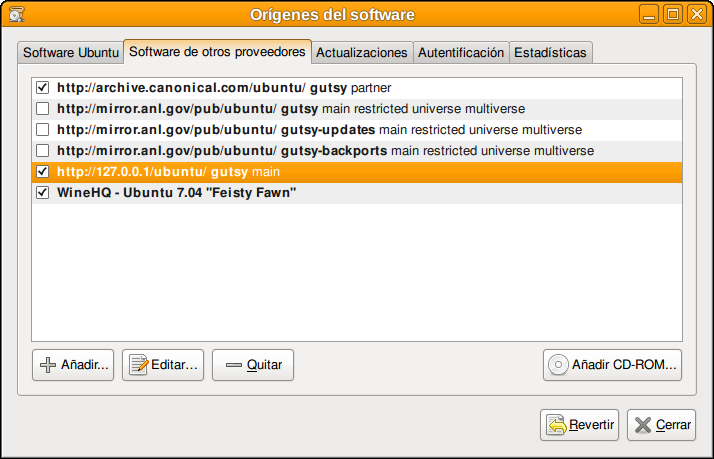 Orígenes del software
Software Ubuntu Software de otros proveedores Actualizaciones Autentificación Estadísticas
http://archive.canonical.com/ubuntu/ gutsy partner
http://mirror.anl.gov/pub/ubuntu/ gutsy main restricted universe multiverse
http://mirror.anl.gov/pub/ubuntu/ gutsy-updates main restricted universe multiverse
http://mirror.anl.gov/pub/ubuntu/ gutsy-backports main restricted universe multiverse
http://127.0.0.1/ubuntu/ gutsy main
WineHQ - Ubuntu 7.04 "Feisty Fawn"
Añadir... Editar... Quitar Añadir CD-ROM...
Revertir Cerrar